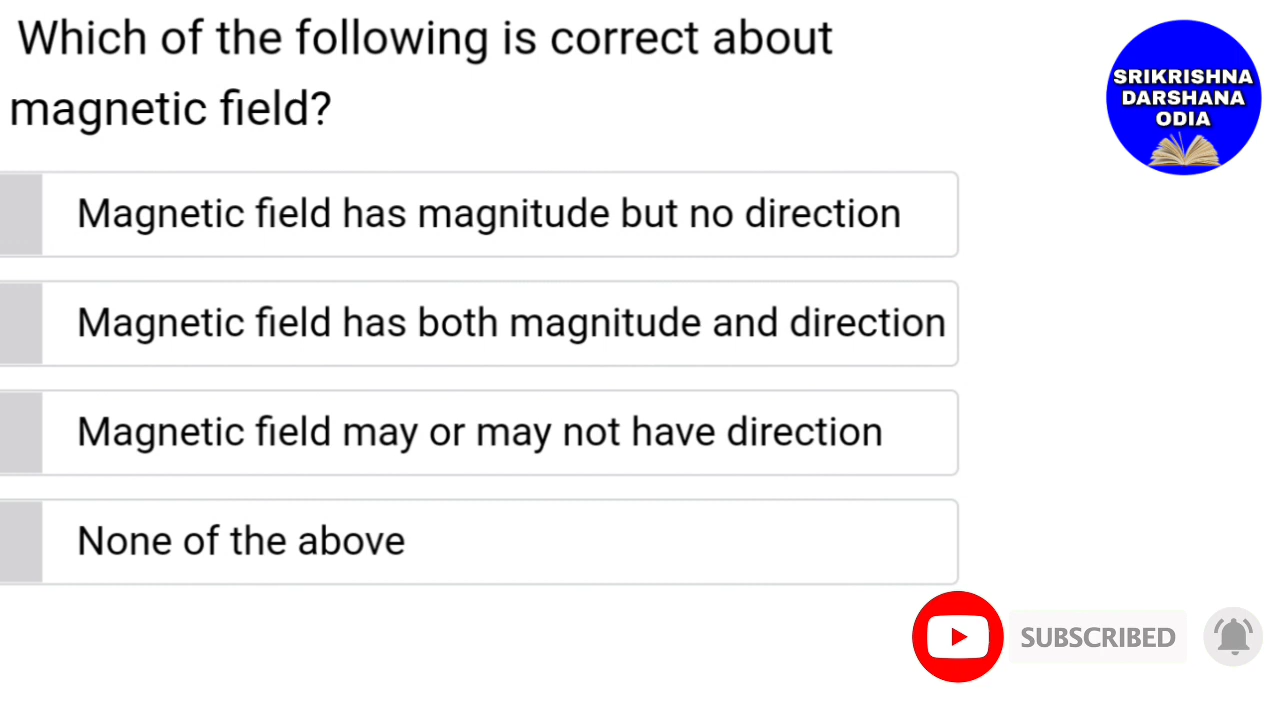 Which of the following is correct about
magnetic field?
SRIKRISHNA
DARSHANA
ODIA
Magnetic field has magnitude but no direction
Magnetic field has both magnitude and direction
Magnetic field may or may not have direction
None of the above
SUBSCRIBED